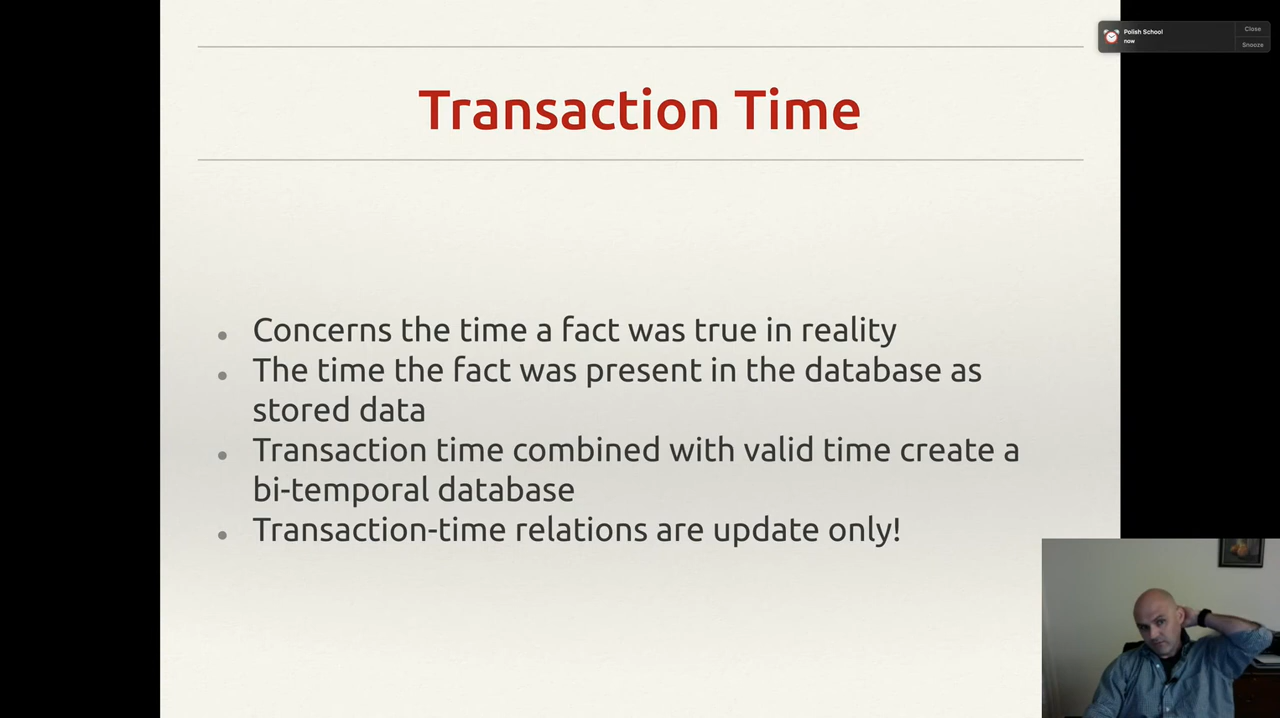 Polish School
now
Close
Snooze
Transaction Time
Concerns the time a fact was true in reality
The time the fact was present in the database as
stored data
Transaction time combined with valid time create a
bi-temporal database
Transaction-time relations are update only!